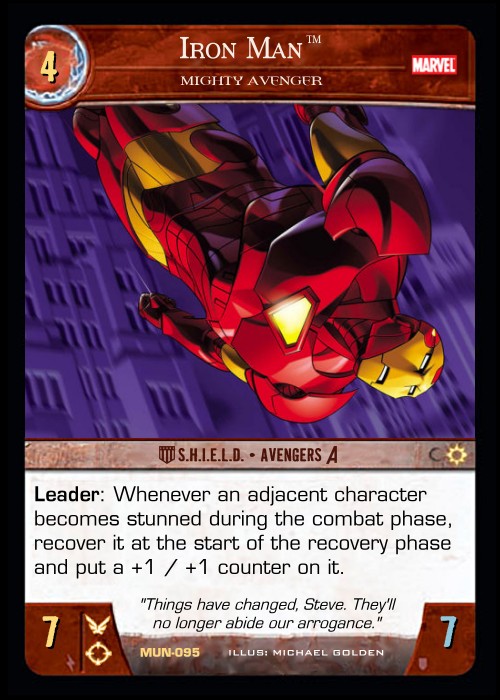 4
Iron Man™
MIGHTY AVENGER
MARVEL
S.H.I.E.L.D. • AVENGERS A
C
Leader: Whenever an adjacent character
becomes stunned during the combat phase,
recover it at the start of the recovery phase
and put a +1 / +1 counter on it.
"Things have changed, Steve. They'll
no longer abide our arrogance."
7
7
MUN-095 ILLUS: MICHAEL GOLDEN